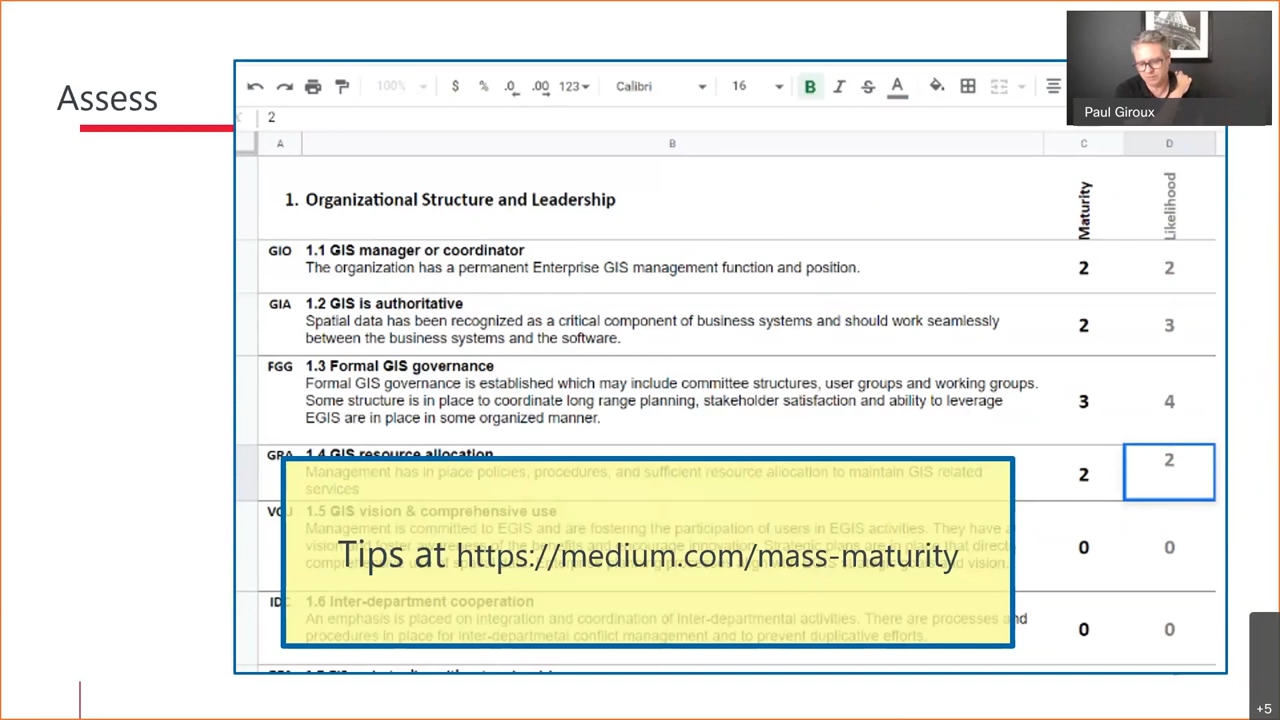 Assess
100%
$ % .0 .00 123
Calibri
16
B I S A
Paul Giroux
2
A B C D
1. Organizational Structure and Leadership
Maturity
Likelihood
GIO 1.1 GIS manager or coordinator
The organization has a permanent Enterprise GIS management function and position.
2 2
GIA 1.2 GIS is authoritative
Spatial data has been recognized as a critical component of business systems and should work seamlessly
between the business systems and the software.
2 3
FGG 1.3 Formal GIS governance
Formal GIS governance is established which may include committee structures, user groups and working groups.
Some structure is in place to coordinate long range planning, stakeholder satisfaction and ability to leverage
EGIS are in place in some organized manner.
3 4
GRA 1.4 GIS resource allocation
Management has in place policies, procedures, and sufficient resource allocation to maintain GIS related
services
2 2
1.5 GIS vision & comprehensive use
Management is committed to EGIS and are fostering the participation of users in EGIS activities. They have a
0 0
Tips at https://medium.com/mass-maturity
1.6 Inter-department cooperation
An emphasis is placed on integration and coordination of Inter-departmental activities. There are processes and
procedures in place for inter-departmetal conflict management and to prevent duplicative efforts.
0 0
+5